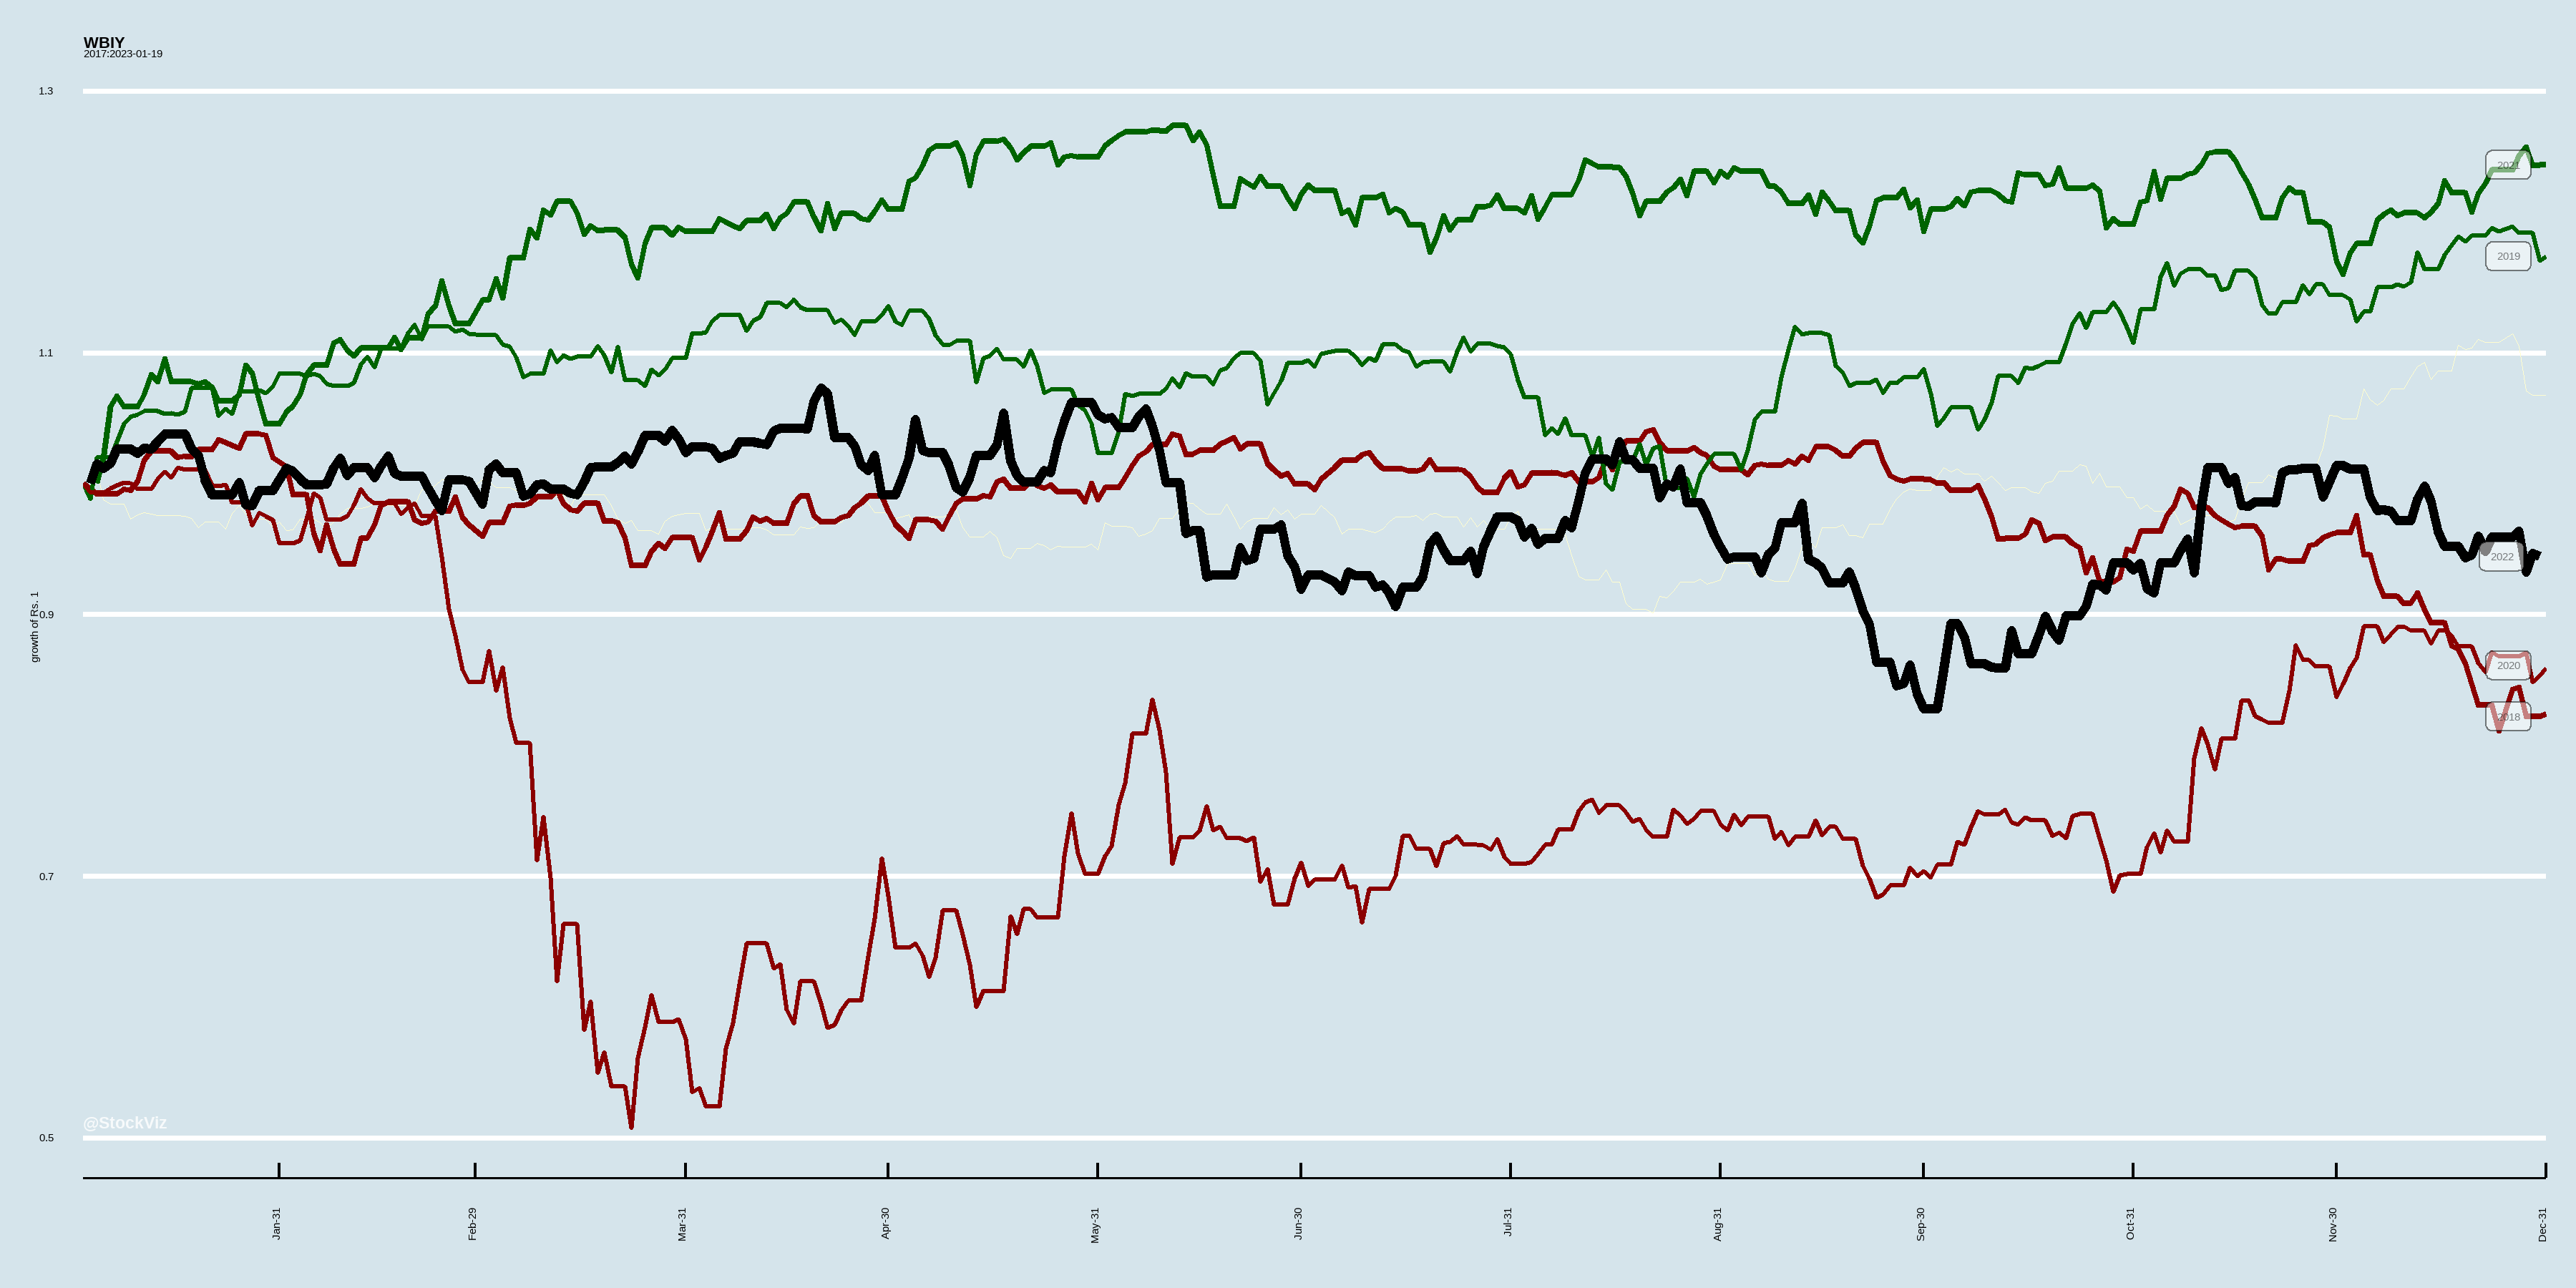 WBIY
2017:2023-01-19
1.3
1.1
0.9
0.7
0.5
growth of Rs. 1
2021
2019
2022
2020
2018
@StockViz
Jan-31
Feb-29
Mar-31
Apr-30
May-31
Jun-30
Jul-31
Aug-31
Sep-30
Oct-31
Nov-30
Dec-31